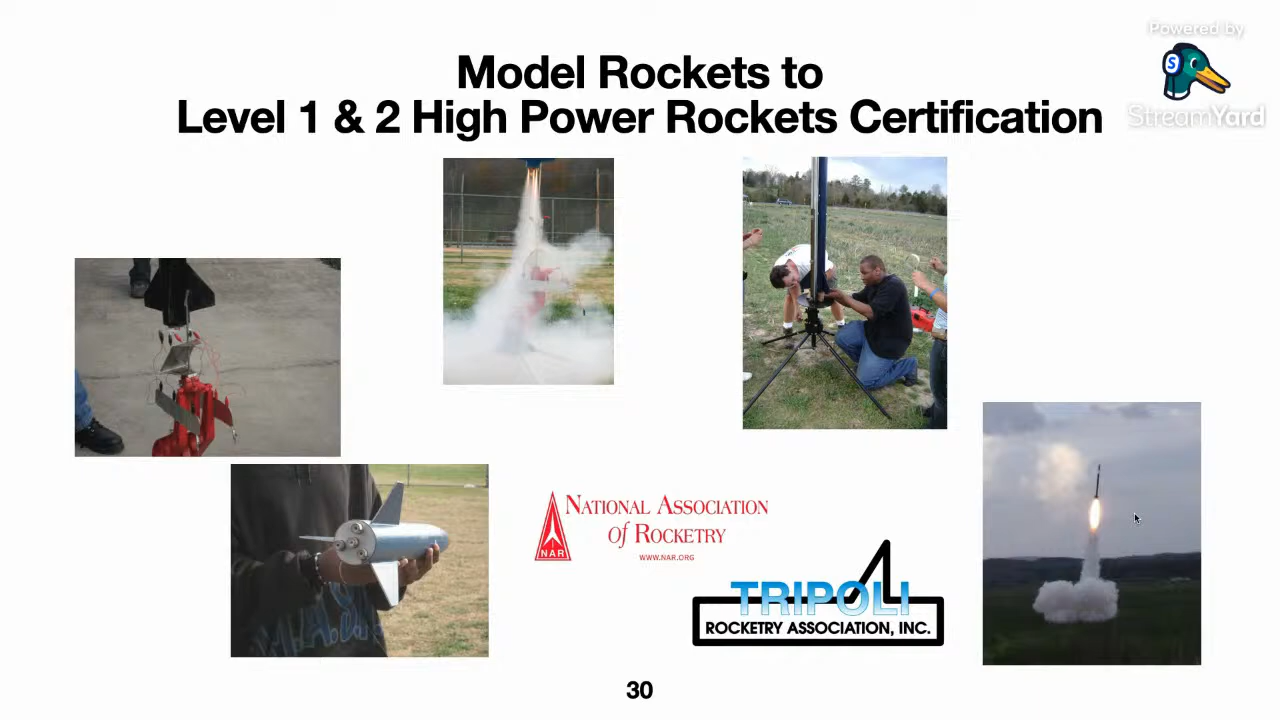 Powered by
StreamYard
Model Rockets to
Level 1 & 2 High Power Rockets Certification
NATIONAL ASSOCIATION
of ROCKETRY
NAR
WWW.NAR.ORG
TRIPOLI
ROCKETRY ASSOCIATION, INC.
30